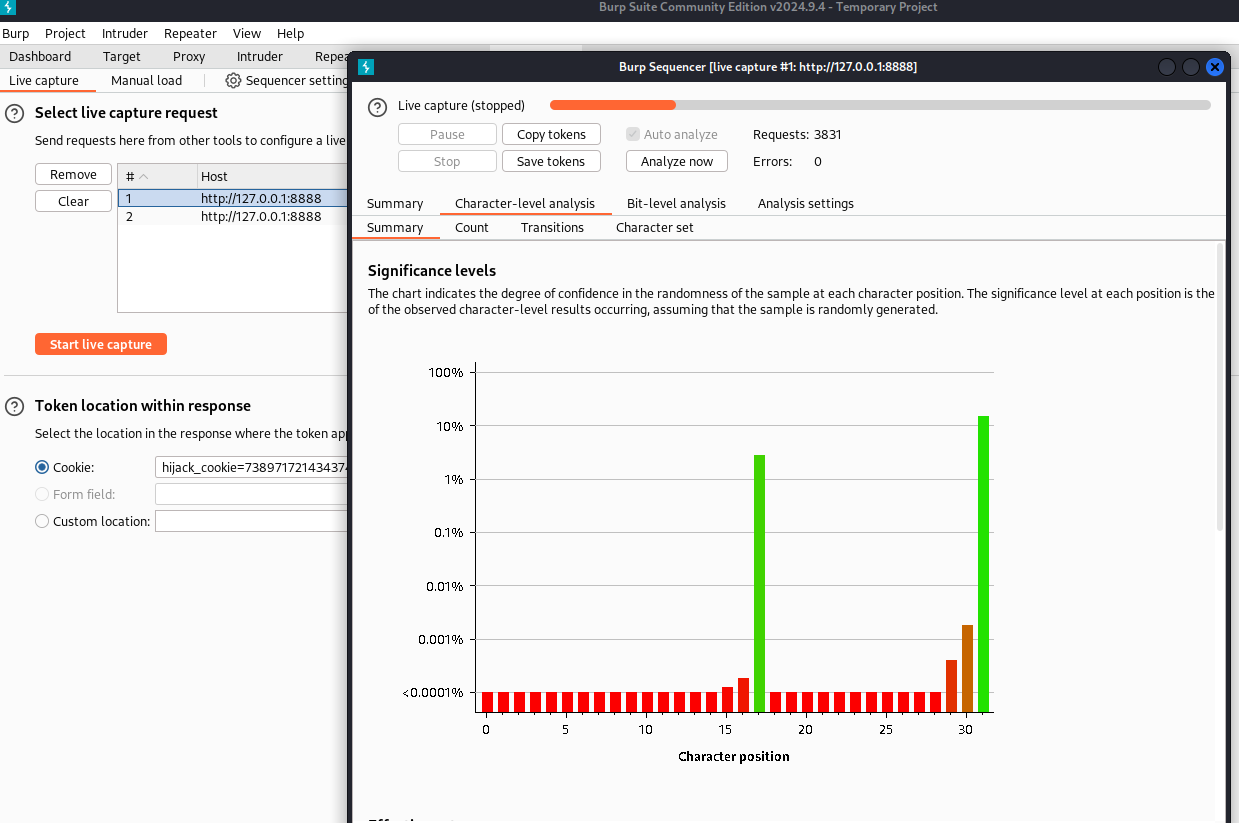 Burp Suite Community Edition v2024.9.4 - Temporary Project
Burp Project Intruder Repeater View Help
Dashboard Target Proxy Intruder
Live capture Manual load Sequencer
Burp Sequencer [live capture #1: http://127.0.0.1:8888]
Select live capture request
Send requests here from other tools to configure a live
Remove
Clear
# Host
1 http://127.0.0.1:8888
2 http://127.0.0.1:8888
Start live capture
Token location within response
Select the location in the response where the token
Cookie: hijack_cookie=7389717214343
Form field:
Custom location:
Live capture (stopped)
Pause Copy tokens Auto analyze Requests: 3831
Stop Save tokens Analyze now Errors: 0
Summary Character-level analysis Bit-level analysis Analysis settings
Summary Count Transitions Character set
Significance levels
The chart indicates the degree of confidence in the randomness of the sample at each character position. The significance level at each position is the
of the observed character-level results occurring, assuming that the sample is randomly generated.
100%
10%
1%
0.1%
0.01%
0.001%
<0.0001%
0 5 10 15 20 25 30
Character position